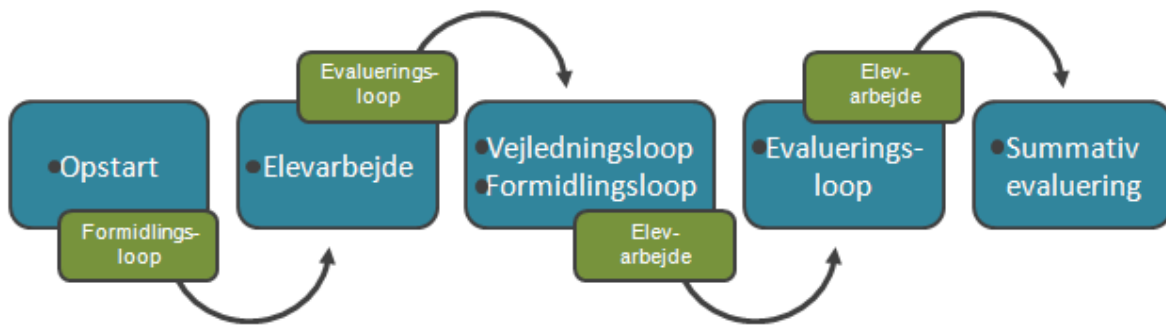 Opstart
Formidlings-
loop
Evaluerings-
loop
Elevarbejde
Vejledningsloop
Formidlingsloop
Elev-
arbejde
Evaluerings-
loop
Elev-
arbejde
Summativ
evaluering